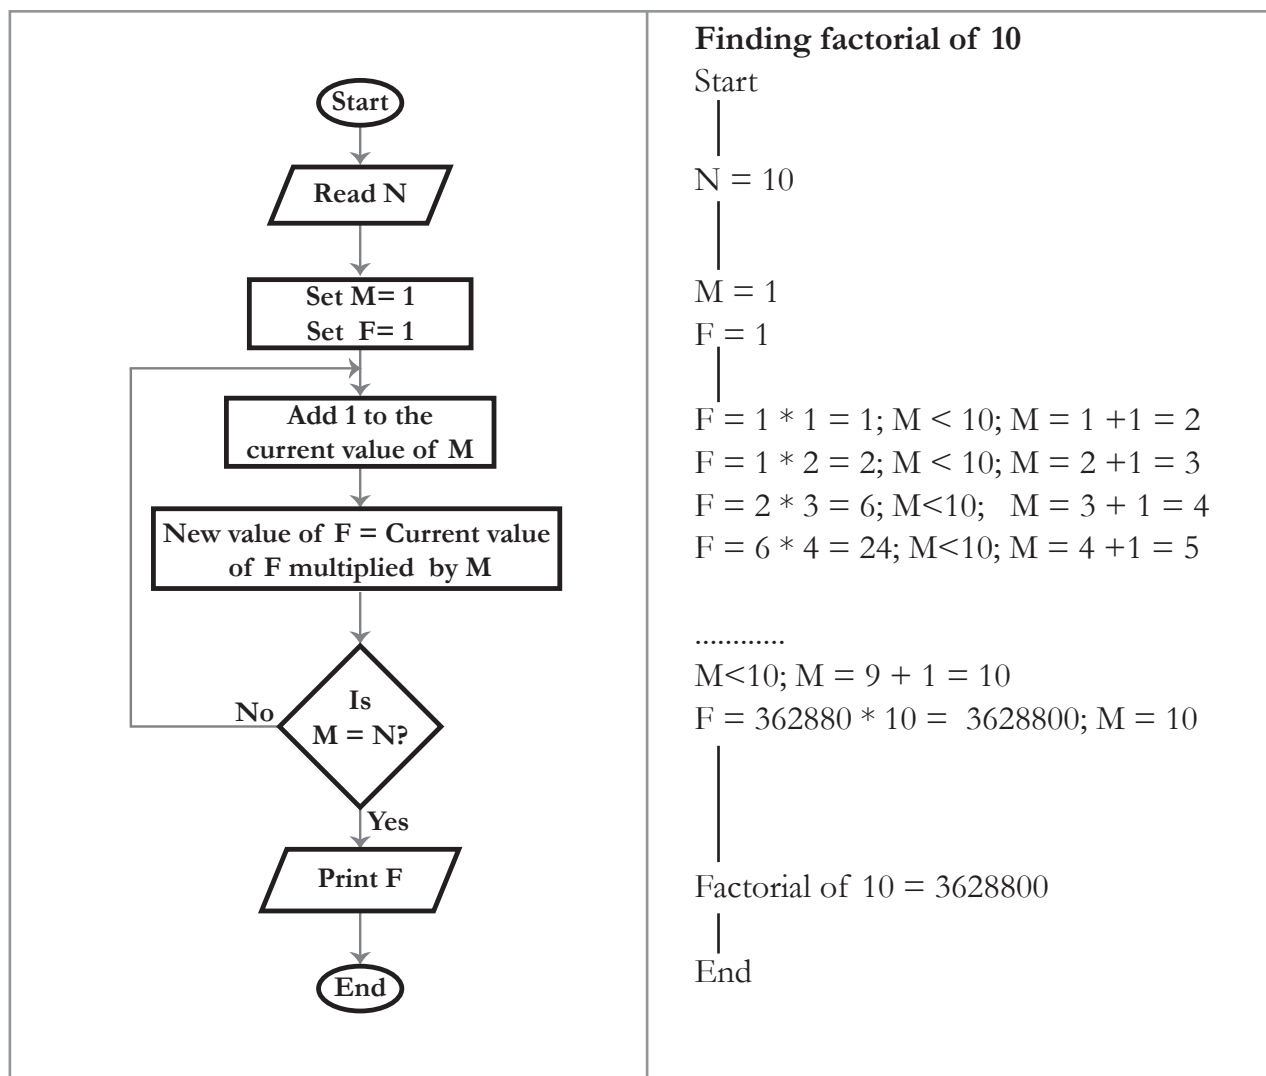 Start
Read N
Set M= 1
Set F= 1
Add 1 to the
current value of M
New value of F = Current value
of F multiplied by M
Is
M = N?
No
Yes
Print F
End
Finding factorial of 10
Start
N = 10
M = 1
F = 1
F = 1 * 1 = 1; M < 10; M = 1 +1 = 2
F = 1 * 2 = 2; M < 10; M = 2 +1 = 3
F = 2 * 3 = 6; M<10; M = 3 + 1 = 4
F = 6 * 4 = 24; M<10; M = 4 +1 = 5
............
M<10; M = 9 + 1 = 10
F = 362880 * 10 = 3628800; M = 10
Factorial of 10 = 3628800
End